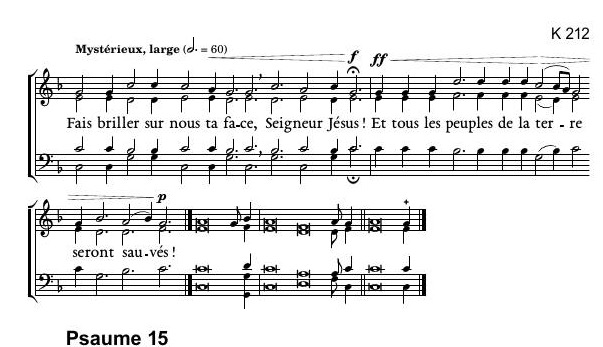 K 212
Mystérieux, large (𝅗𝅥. = 60)
f ff
Fais briller sur nous ta fa-ce, Seigneur Jésus ! Et tous les peuples de la ter - re
p
seront sau-vés !
Psaume 15